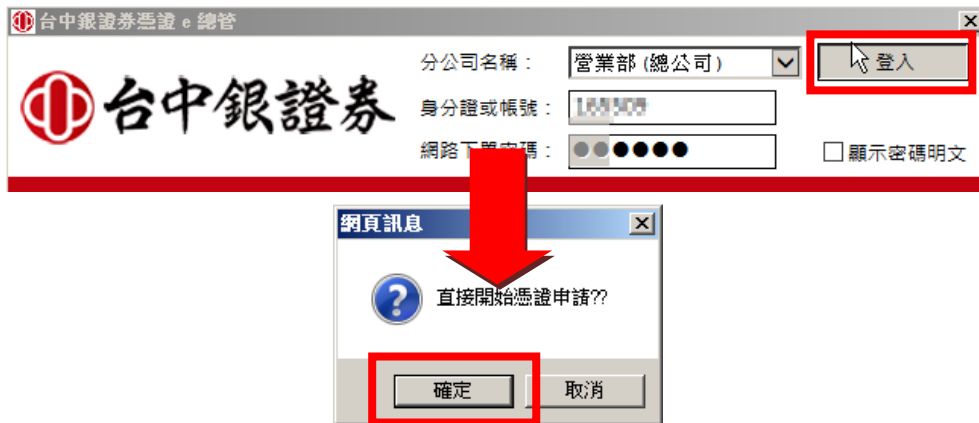 台中銀證券憑證 e 總管
台中銀證券
分公司名稱： 營業部 (總公司) 登入
身分證或帳號：
網路下單密碼： ●●●●●● 顯示密碼明文
網頁訊息
直接開始憑證申請??
確定 取消